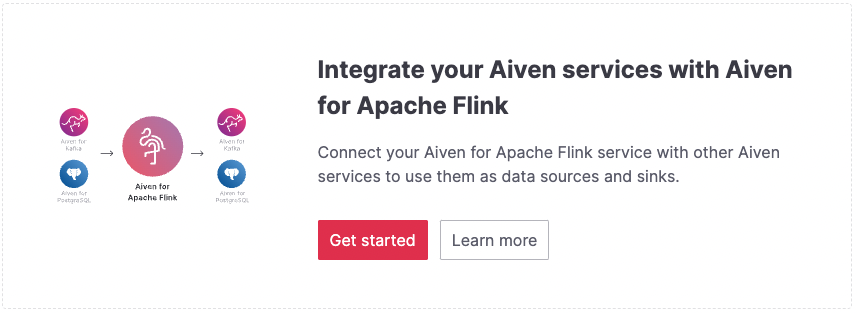 Integrate your Aiven services with Aiven
for Apache Flink
Connect your Aiven for Apache Flink service with other Aiven
services to use them as data sources and sinks.
Get started
Learn more
Aiven for
Kafka
Aiven for
PostgreSQL
Aiven for
Apache Flink
Aiven for
Kafka
Aiven for
PostgreSQL